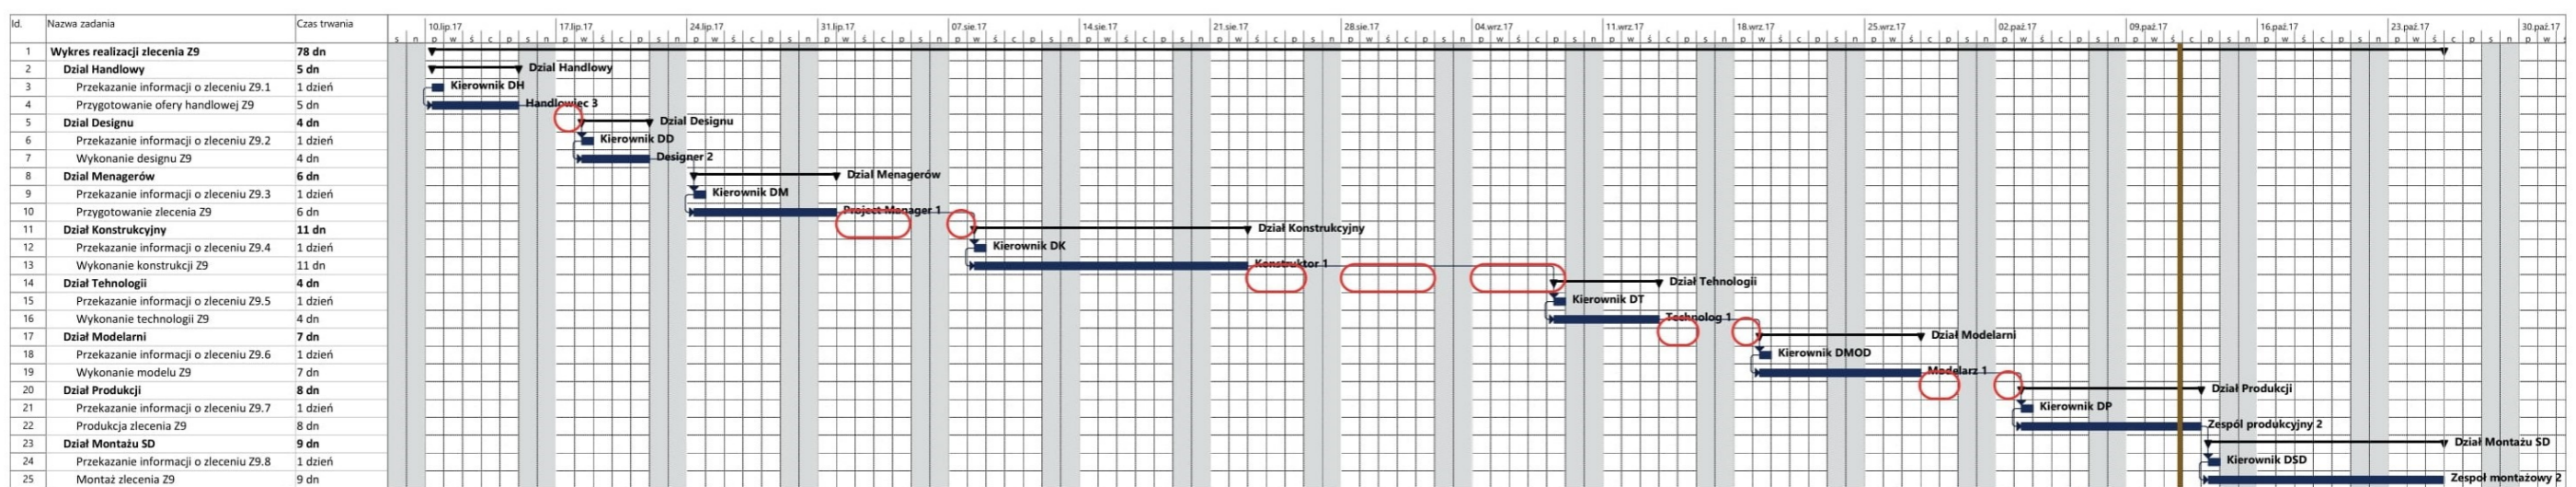 Id. Nazwa zadania Czas trwania 10.lip.17 17.lip.17 24.lip.17 31.lip.17 07.sie.17 14.sie.17 21.sie.17 28.sie.17 04.wrz.17 11.wrz.17 18.wrz.17 25.wrz.17 02.paź.17 09.paź.17 16.paź.17 23.paź.17 30.paź.17
s n p w ś c p s n p w ś c p s n p w ś c p s n p w ś c p s n p w ś c p s n p w ś c p s n p w ś c p s n p w ś c p s n p w ś c p s n p w ś c p s n p w ś c p s n p w ś c p s n p w ś c p s n p w ś c p s n p w ś c p s n p w ś c p s n p w
1 Wykres realizacji zlecenia Z9 78 dn
2 Dzial Handlowy 5 dn Dzial Handlowy
3 Przekazanie informacji o zleceniu Z9.1 1 dzień Kierownik DH
4 Przygotowanie ofery handlowej Z9 5 dn Handlowiec 3
5 Dzial Designu 4 dn Dzial Designu
6 Przekazanie informacji o zleceniu Z9.2 1 dzień Kierownik DD
7 Wykonanie designu Z9 4 dn Designer 2
8 Dzial Menagerów 6 dn Dzial Menagerów
9 Przekazanie informacji o zleceniu Z9.3 1 dzień Kierownik DM
10 Przygotowanie zlecenia Z9 6 dn Project Manager 1
11 Dział Konstrukcyjny 11 dn Dział Konstrukcyjny
12 Przekazanie informacji o zleceniu Z9.4 1 dzień Kierownik DK
13 Wykonanie konstrukcji Z9 11 dn Konstruktor 1
14 Dział Tehnologii 4 dn Dział Tehnologii
15 Przekazanie informacji o zleceniu Z9.5 1 dzień Kierownik DT
16 Wykonanie technologii Z9 4 dn Technolog 1
17 Dział Modelarni 7 dn Dział Modelarni
18 Przekazanie informacji o zleceniu Z9.6 1 dzień Kierownik DMOD
19 Wykonanie modelu Z9 7 dn Modelarz 1
20 Dział Produkcji 8 dn Dział Produkcji
21 Przekazanie informacji o zleceniu Z9.7 1 dzień Kierownik DP
22 Produkcja zlecenia Z9 8 dn Zespół produkcyjny 2
23 Dział Montażu SD 9 dn Dział Montażu SD
24 Przekazanie informacji o zleceniu Z9.8 1 dzień Kierownik DSD
25 Montaż zlecenia Z9 9 dn Zespoł montażowy 2